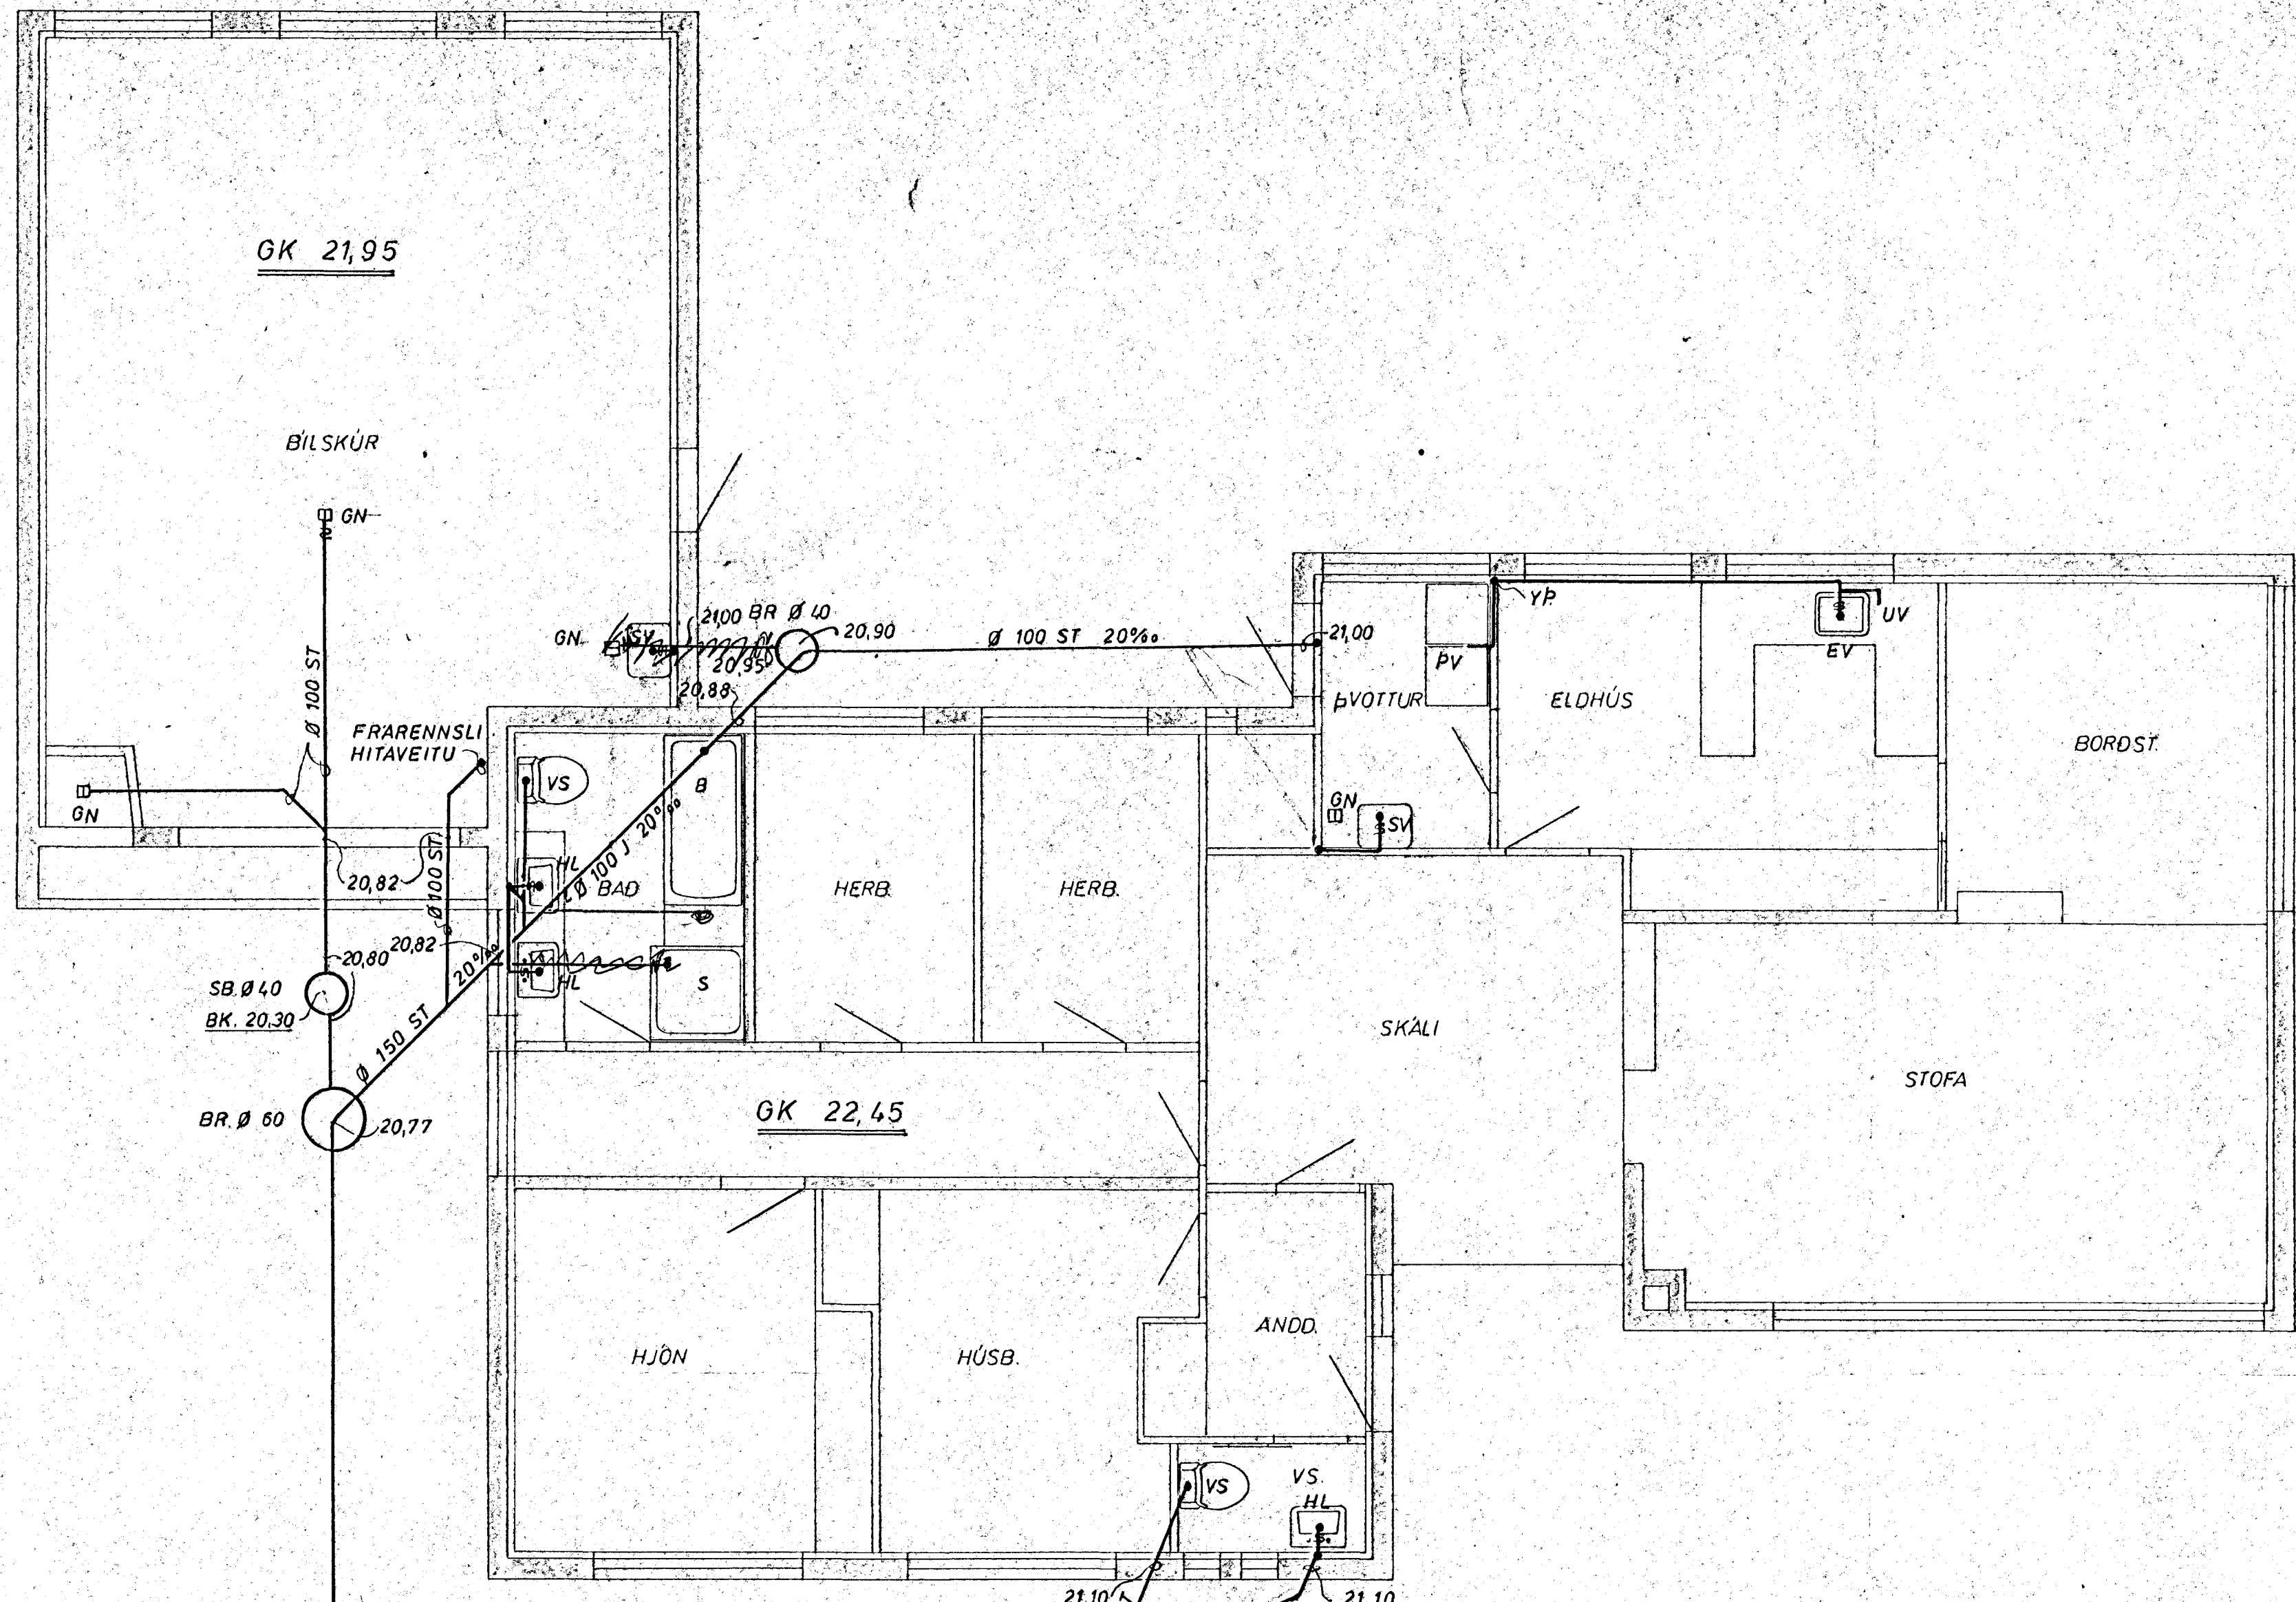 GK 21,95
BÍLSKÚR
GN
Ø 100 ST
GN
SV
21,00
BR Ø 40
20,90
20,95
20,88
Ø 100 ST 20‰
21,00
YÞ.
UV
EV
ÞV
ÞVOTTUR
ELDHÚS
BORÐST.
FRÁRENNSLI
HITAVEITU
GN
VS
B
GN
SV
HL
Ø 100 J 20‰
BAÐ
HERB.
HERB.
20,82
Ø 100 ST
20,82
20,80
20‰
SB. Ø 40
BK. 20,30
HL
S
Ø 150 ST
SKÁLI
STOFA
BR. Ø 60
20,77
GK 22,45
HJÓN
HÚSB.
ANDD.
VS
VS.
HL
21,10
21,10